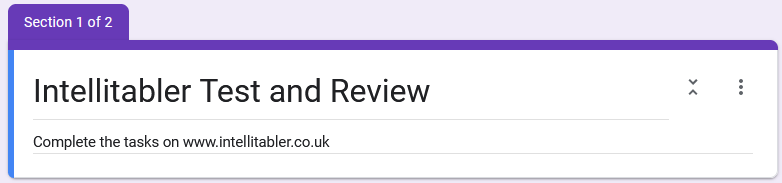 Section 1 of 2
Intellitabler Test and Review
Complete the tasks on www.intellitabler.co.uk